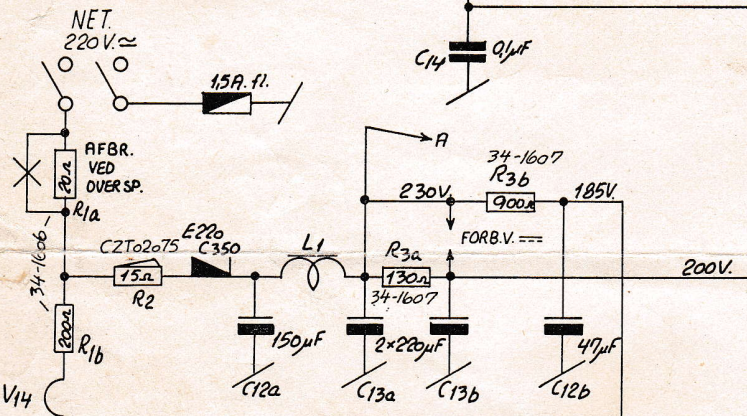 NET.
220V.≃
C14
0,1µF
1,5A. fl.
AFBR.
VED
OVERSP.
20Ω
R1a
A
34-1607
R3b
230V.
900Ω
185V.
FORB.V. ⎓
34-1606
CZTo2075
E220
C350
L1
R3a
15Ω
R2
130Ω
34-1607
200V.
200Ω
R1b
150µF
2×220µF
47µF
V14
C12a
C13a
C13b
C12b